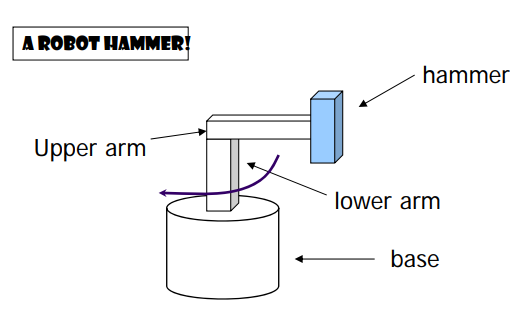 A ROBOT HAMMER!
hammer
Upper arm
lower arm
base